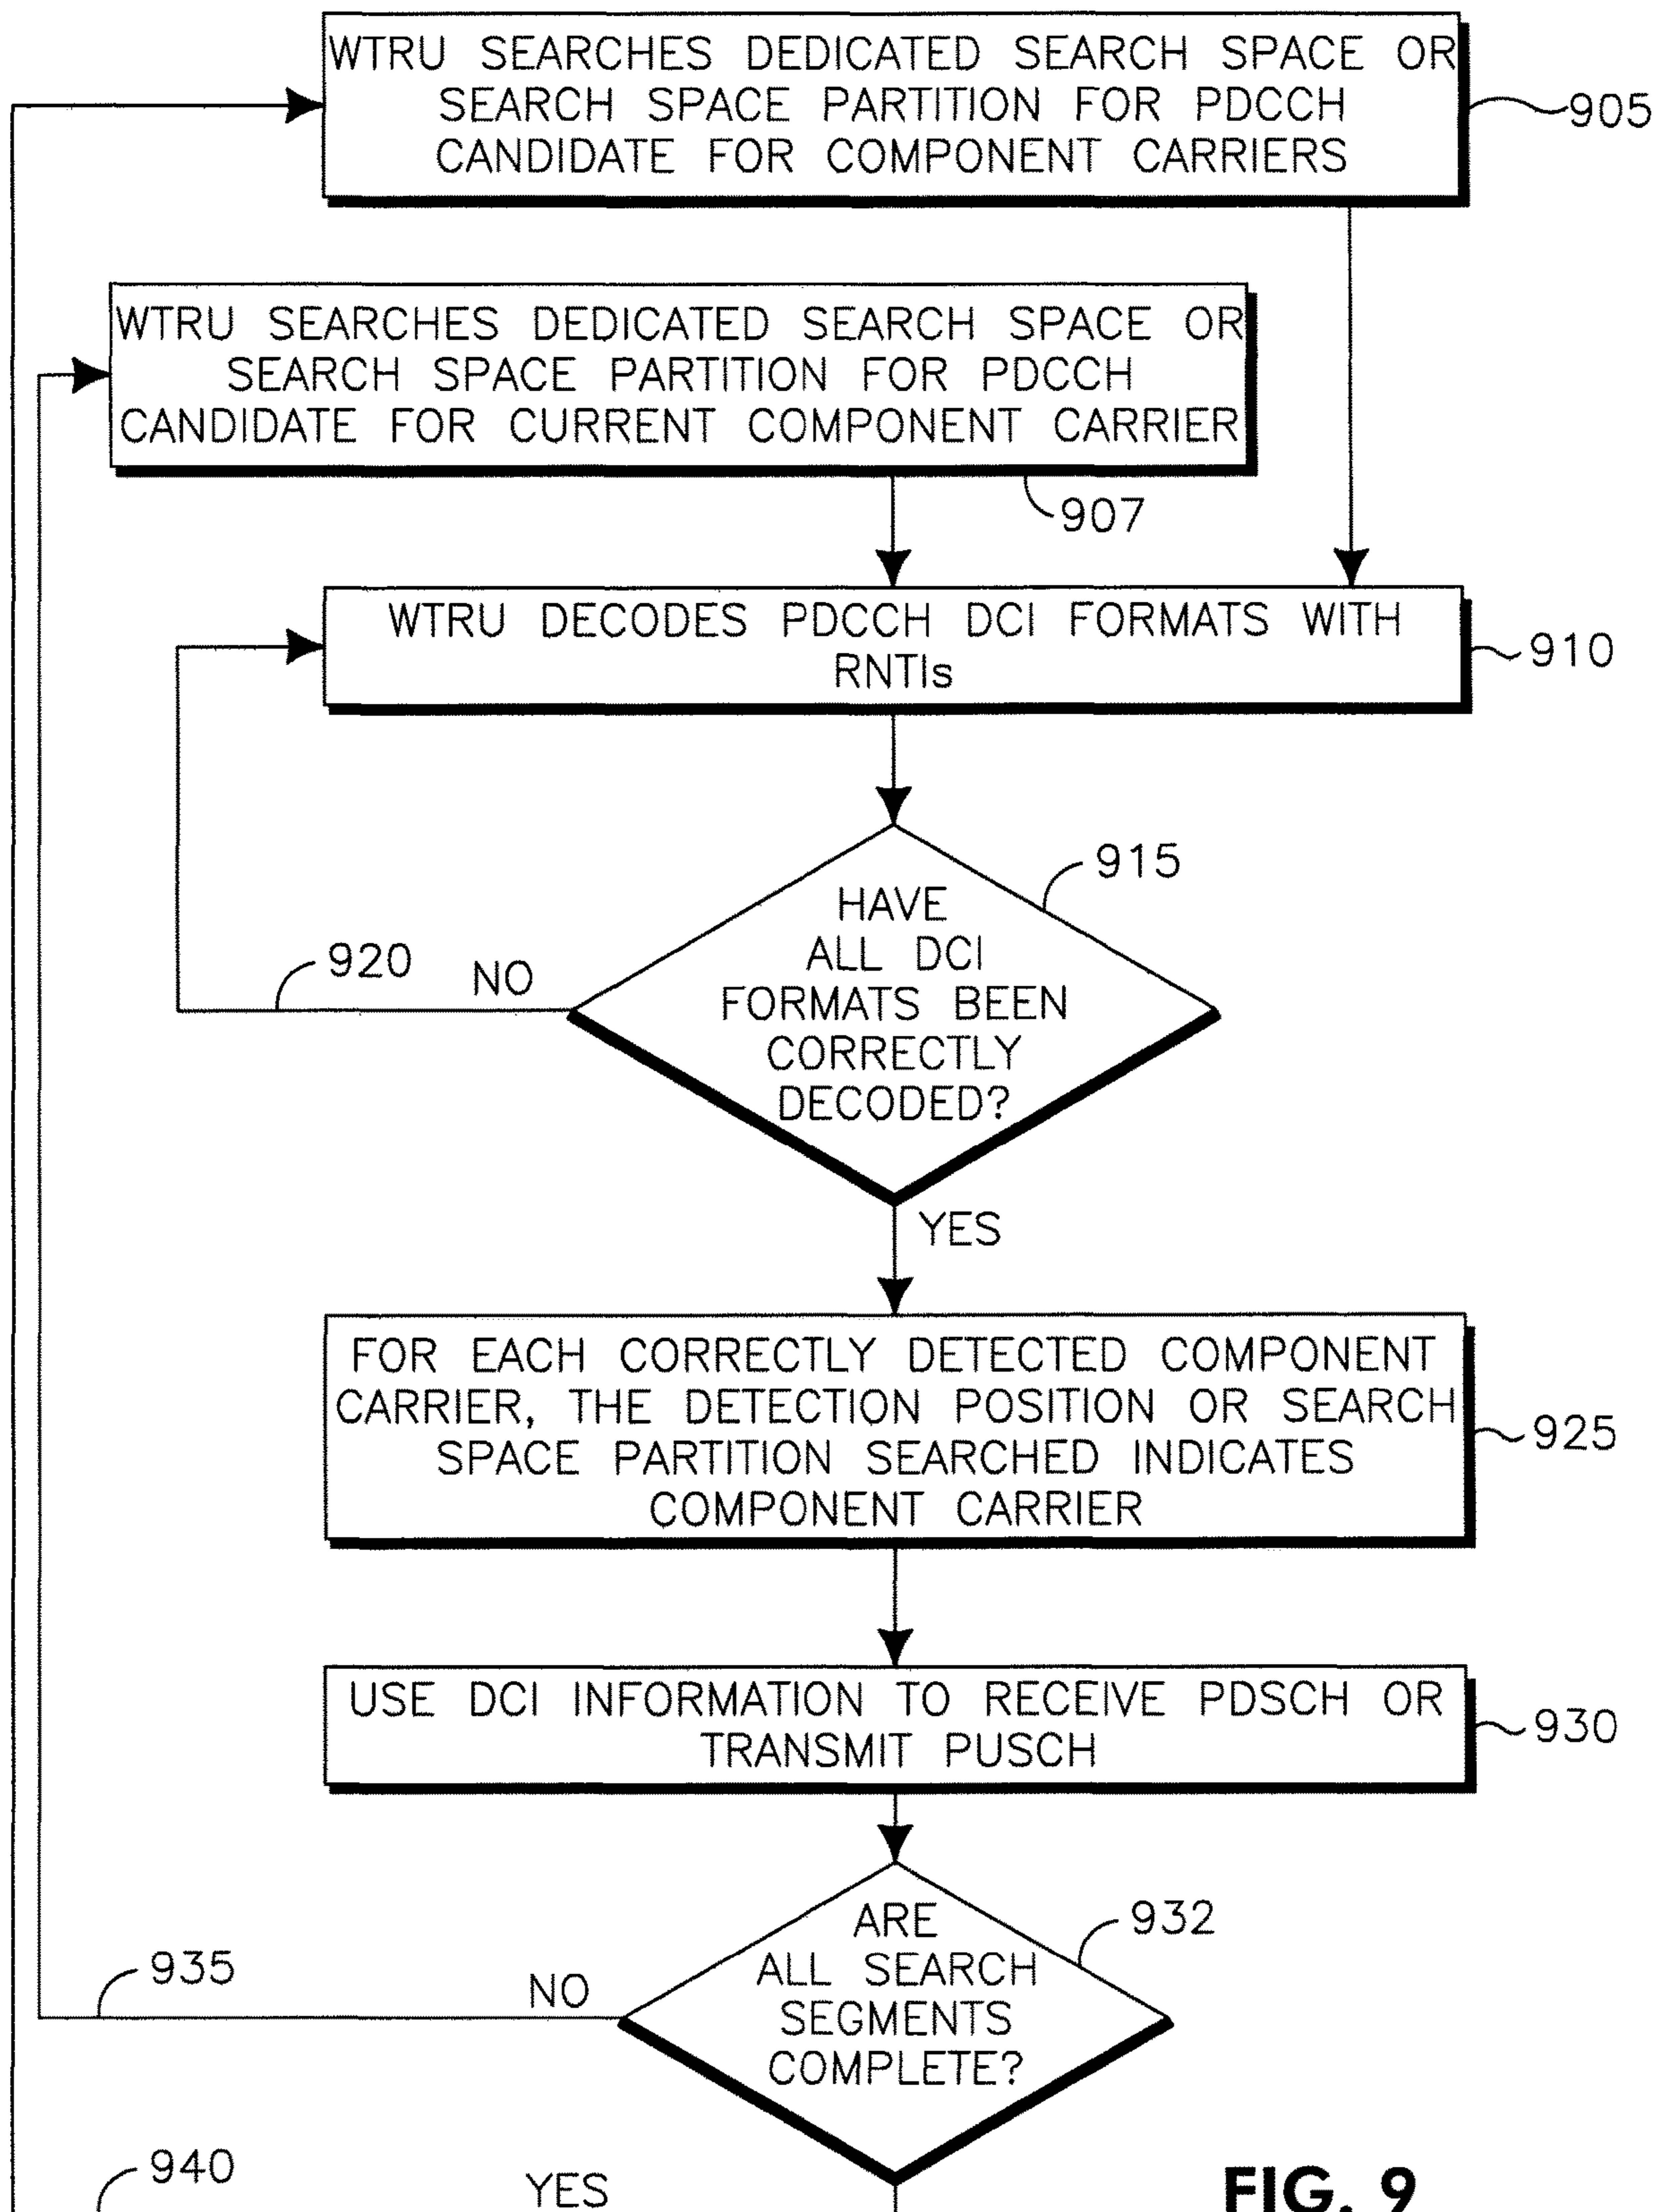 WTRU SEARCHES DEDICATED SEARCH SPACE OR
SEARCH SPACE PARTITION FOR PDCCH
CANDIDATE FOR COMPONENT CARRIERS
905
WTRU SEARCHES DEDICATED SEARCH SPACE OR
SEARCH SPACE PARTITION FOR PDCCH
CANDIDATE FOR CURRENT COMPONENT CARRIER
907
WTRU DECODES PDCCH DCI FORMATS WITH
RNTIs
910
915
HAVE
ALL DCI
FORMATS BEEN
CORRECTLY
DECODED?
920
NO
YES
FOR EACH CORRECTLY DETECTED COMPONENT
CARRIER, THE DETECTION POSITION OR SEARCH
SPACE PARTITION SEARCHED INDICATES
COMPONENT CARRIER
925
USE DCI INFORMATION TO RECEIVE PDSCH OR
TRANSMIT PUSCH
930
932
ARE
ALL SEARCH
SEGMENTS
COMPLETE?
935
NO
940
YES
FIG. 9